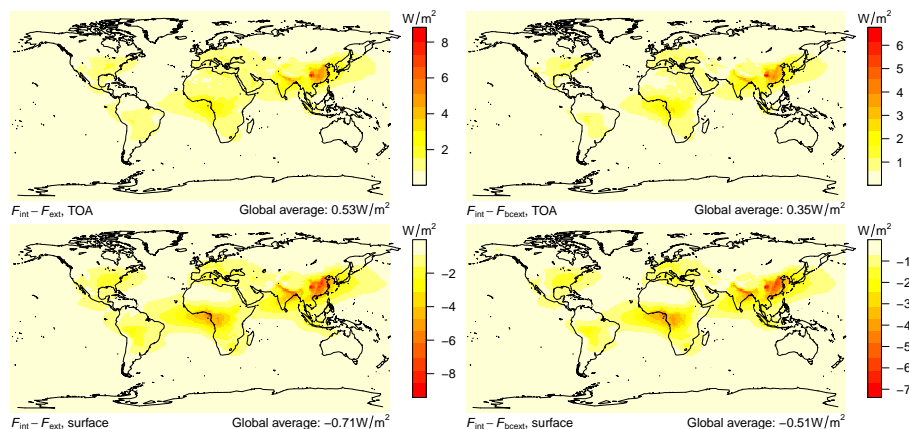 W/m²
8
6
4
2
F_int − F_ext, TOA
Global average: 0.53W/m²
W/m²
6
5
4
3
2
1
F_int − F_bcext, TOA
Global average: 0.35W/m²
W/m²
−2
−4
−6
−8
F_int − F_ext, surface
Global average: −0.71W/m²
W/m²
−1
−2
−3
−4
−5
−6
−7
F_int − F_bcext, surface
Global average: −0.51W/m²